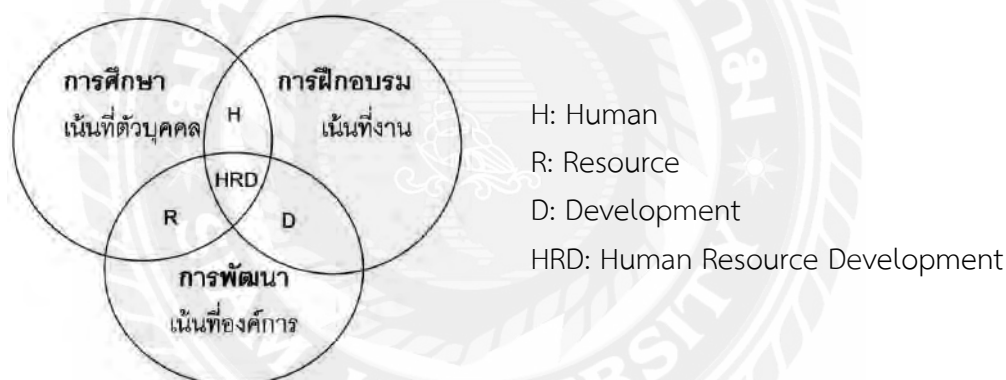 การศึกษา
เน้นที่ตัวบุคคล
H
การฝึกอบรม
เน้นที่งาน
HRD
R
D
การพัฒนา
เน้นที่องค์การ
H: Human
R: Resource
D: Development
HRD: Human Resource Development